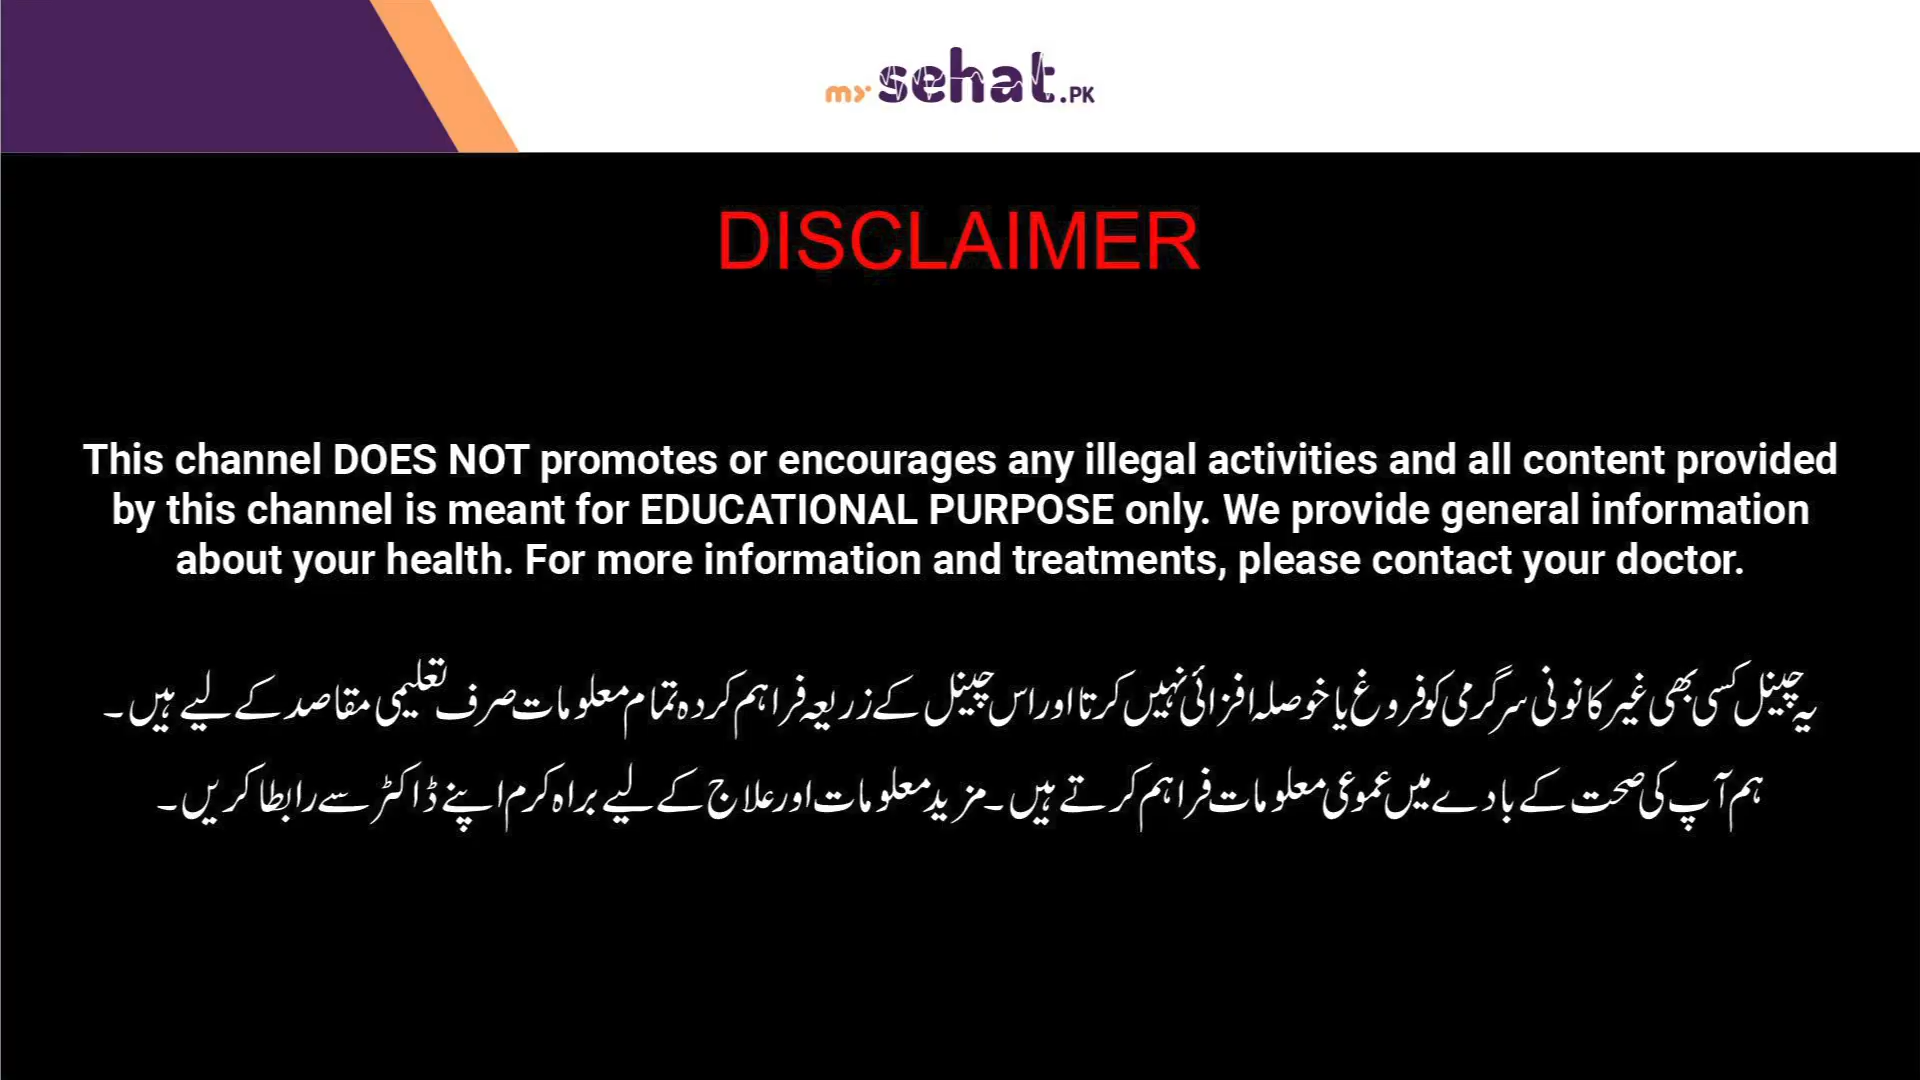 my sehat.PK
DISCLAIMER
This channel DOES NOT promotes or encourages any illegal activities and all content provided
by this channel is meant for EDUCATIONAL PURPOSE only. We provide general information
about your health. For more information and treatments, please contact your doctor.
یہ چینل کسی بھی غیر کانونی سرگرمی کو فروغ یا خوصلہ افزائی نہیں کرتا اور اس چینل کے زریعہ فراہم کردہ تمام معلومات صرف تعلیمی مقاصد کے لیے ہیں۔
ہم آپ کی صحت کے بادے میں عموعی معلومات فراہم کرتے ہیں۔ مزید معلومات اور علاج کے لیے براہ کرم اپنے ڈاکٹر سے رابطا کریں۔